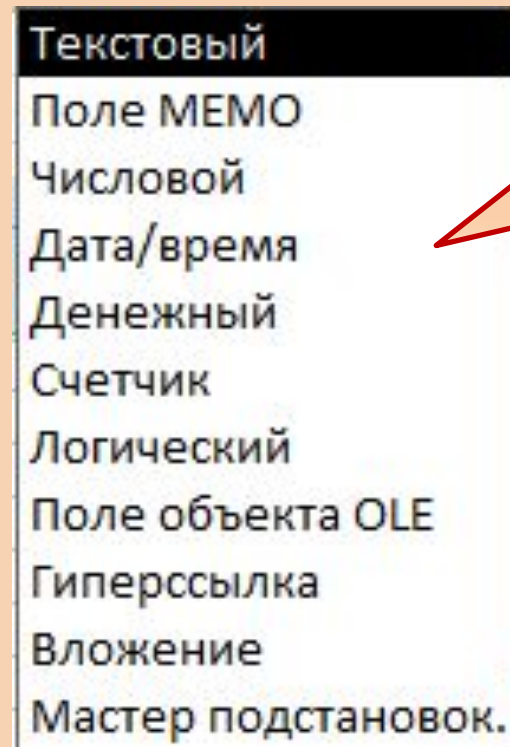 Текстовый
Поле МЕМО
Числовой
Дата/время
Денежный
Счетчик
Логический
Поле объекта OLE
Гиперссылка
Вложение
Мастер подстановок.